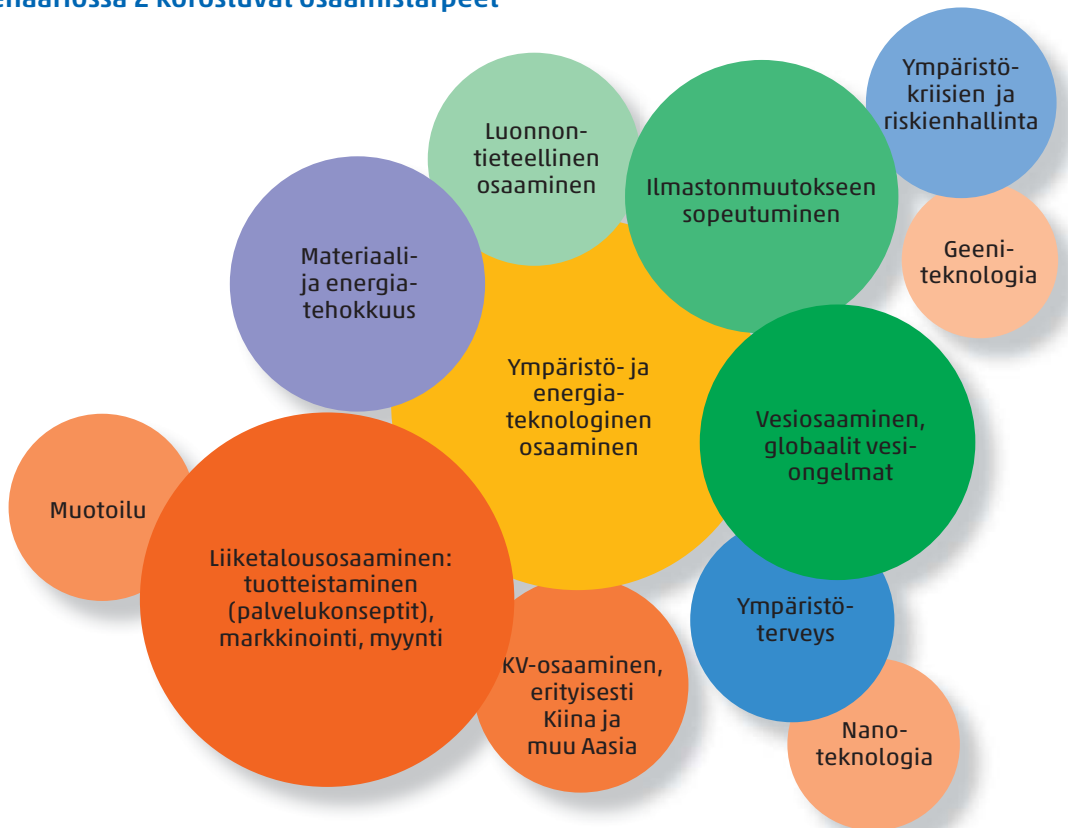 korostuvat osaamistarpeet
Ympäristö-
kriisien ja
riskienhallinta
Luonnon-
tieteellinen
osaaminen
Ilmastonmuutokseen
sopeutuminen
Geeni-
teknologia
Materiaali-
ja energia-
tehokkuus
Ympäristö- ja
energia-
teknologinen
osaaminen
Vesiosaaminen,
globaalit vesi-
ongelmat
Muotoilu
Liiketalousosaaminen:
tuotteistaminen
(palvelukonseptit),
markkinointi, myynti
Ympäristö-
terveys
KV-osaaminen,
erityisesti
Kiina ja
muu Aasia
Nano-
teknologia